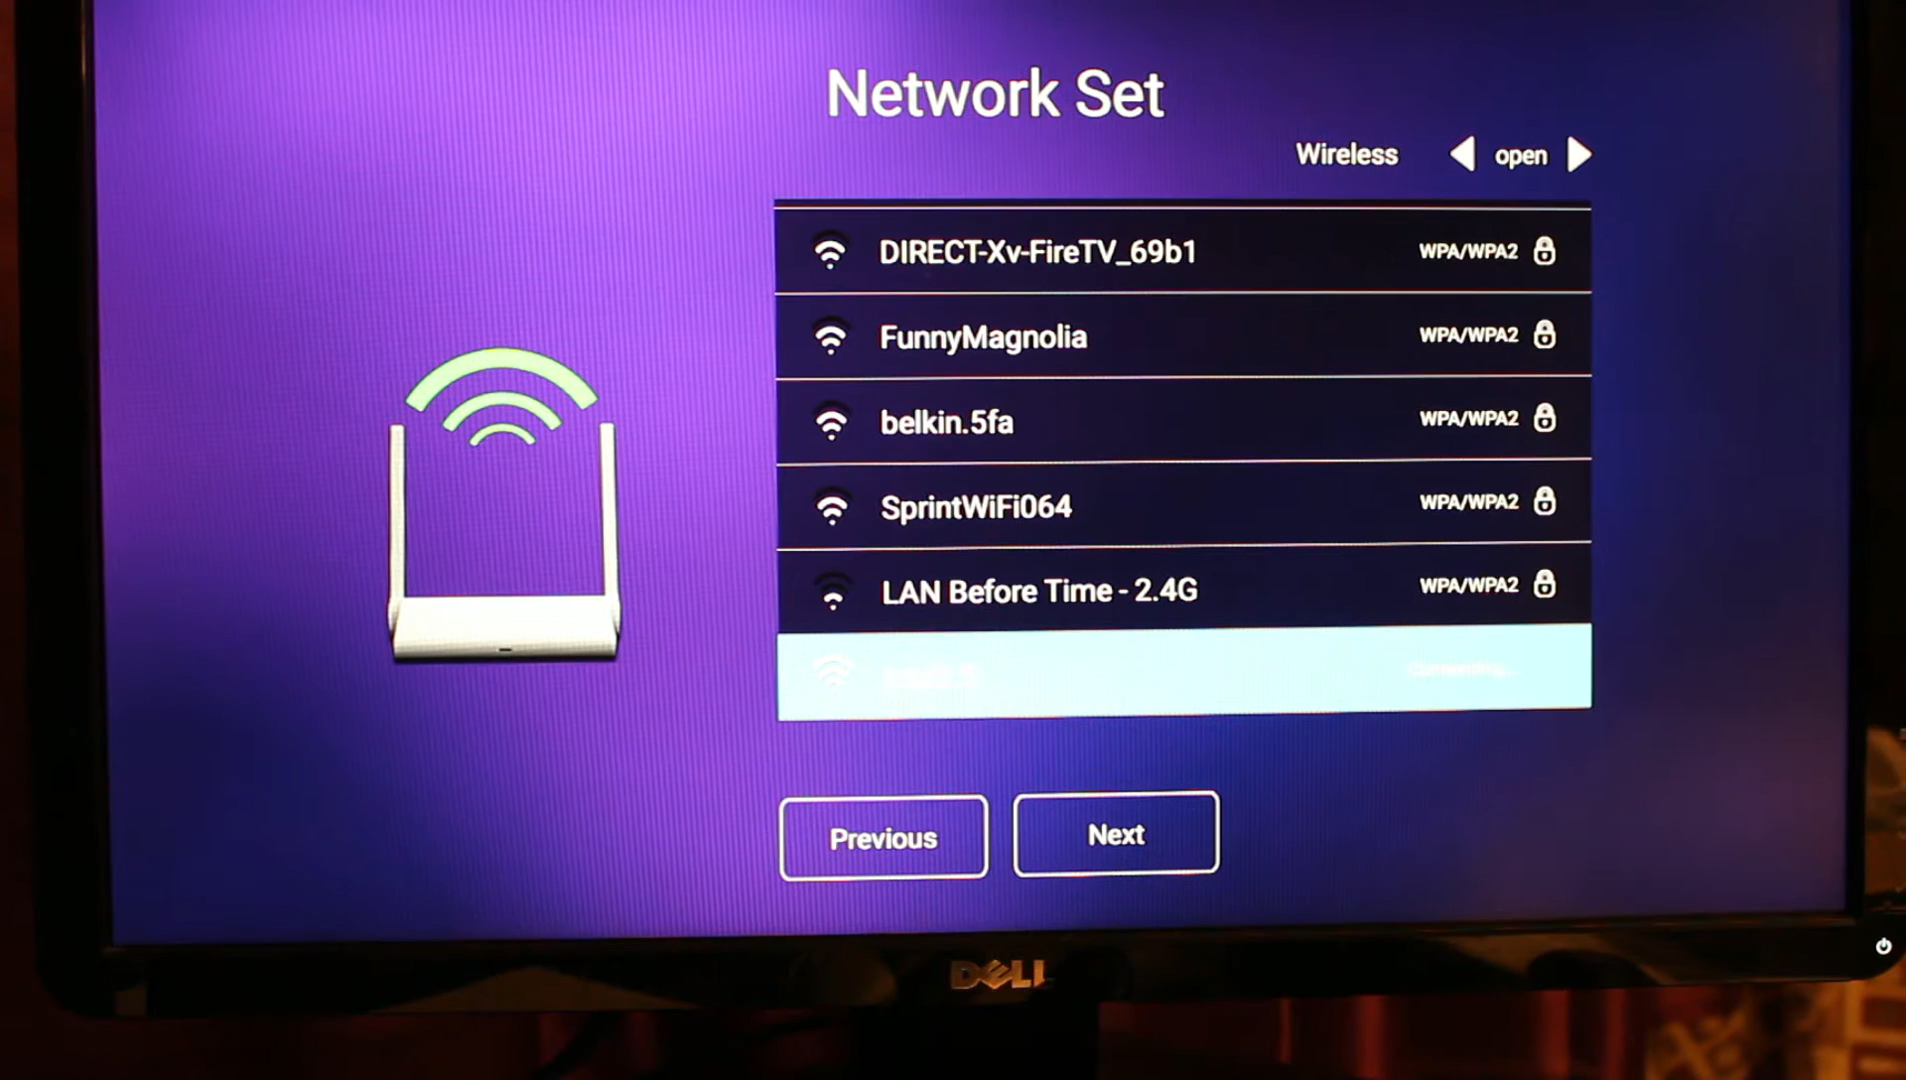 Network Set
Wireless open
DIRECT-Xv-FireTV_69b1 WPA/WPA2
FunnyMagnolia WPA/WPA2
belkin.5fa WPA/WPA2
SprintWiFi064 WPA/WPA2
LAN Before Time - 2.4G WPA/WPA2
Connecting...
Previous Next
DELL